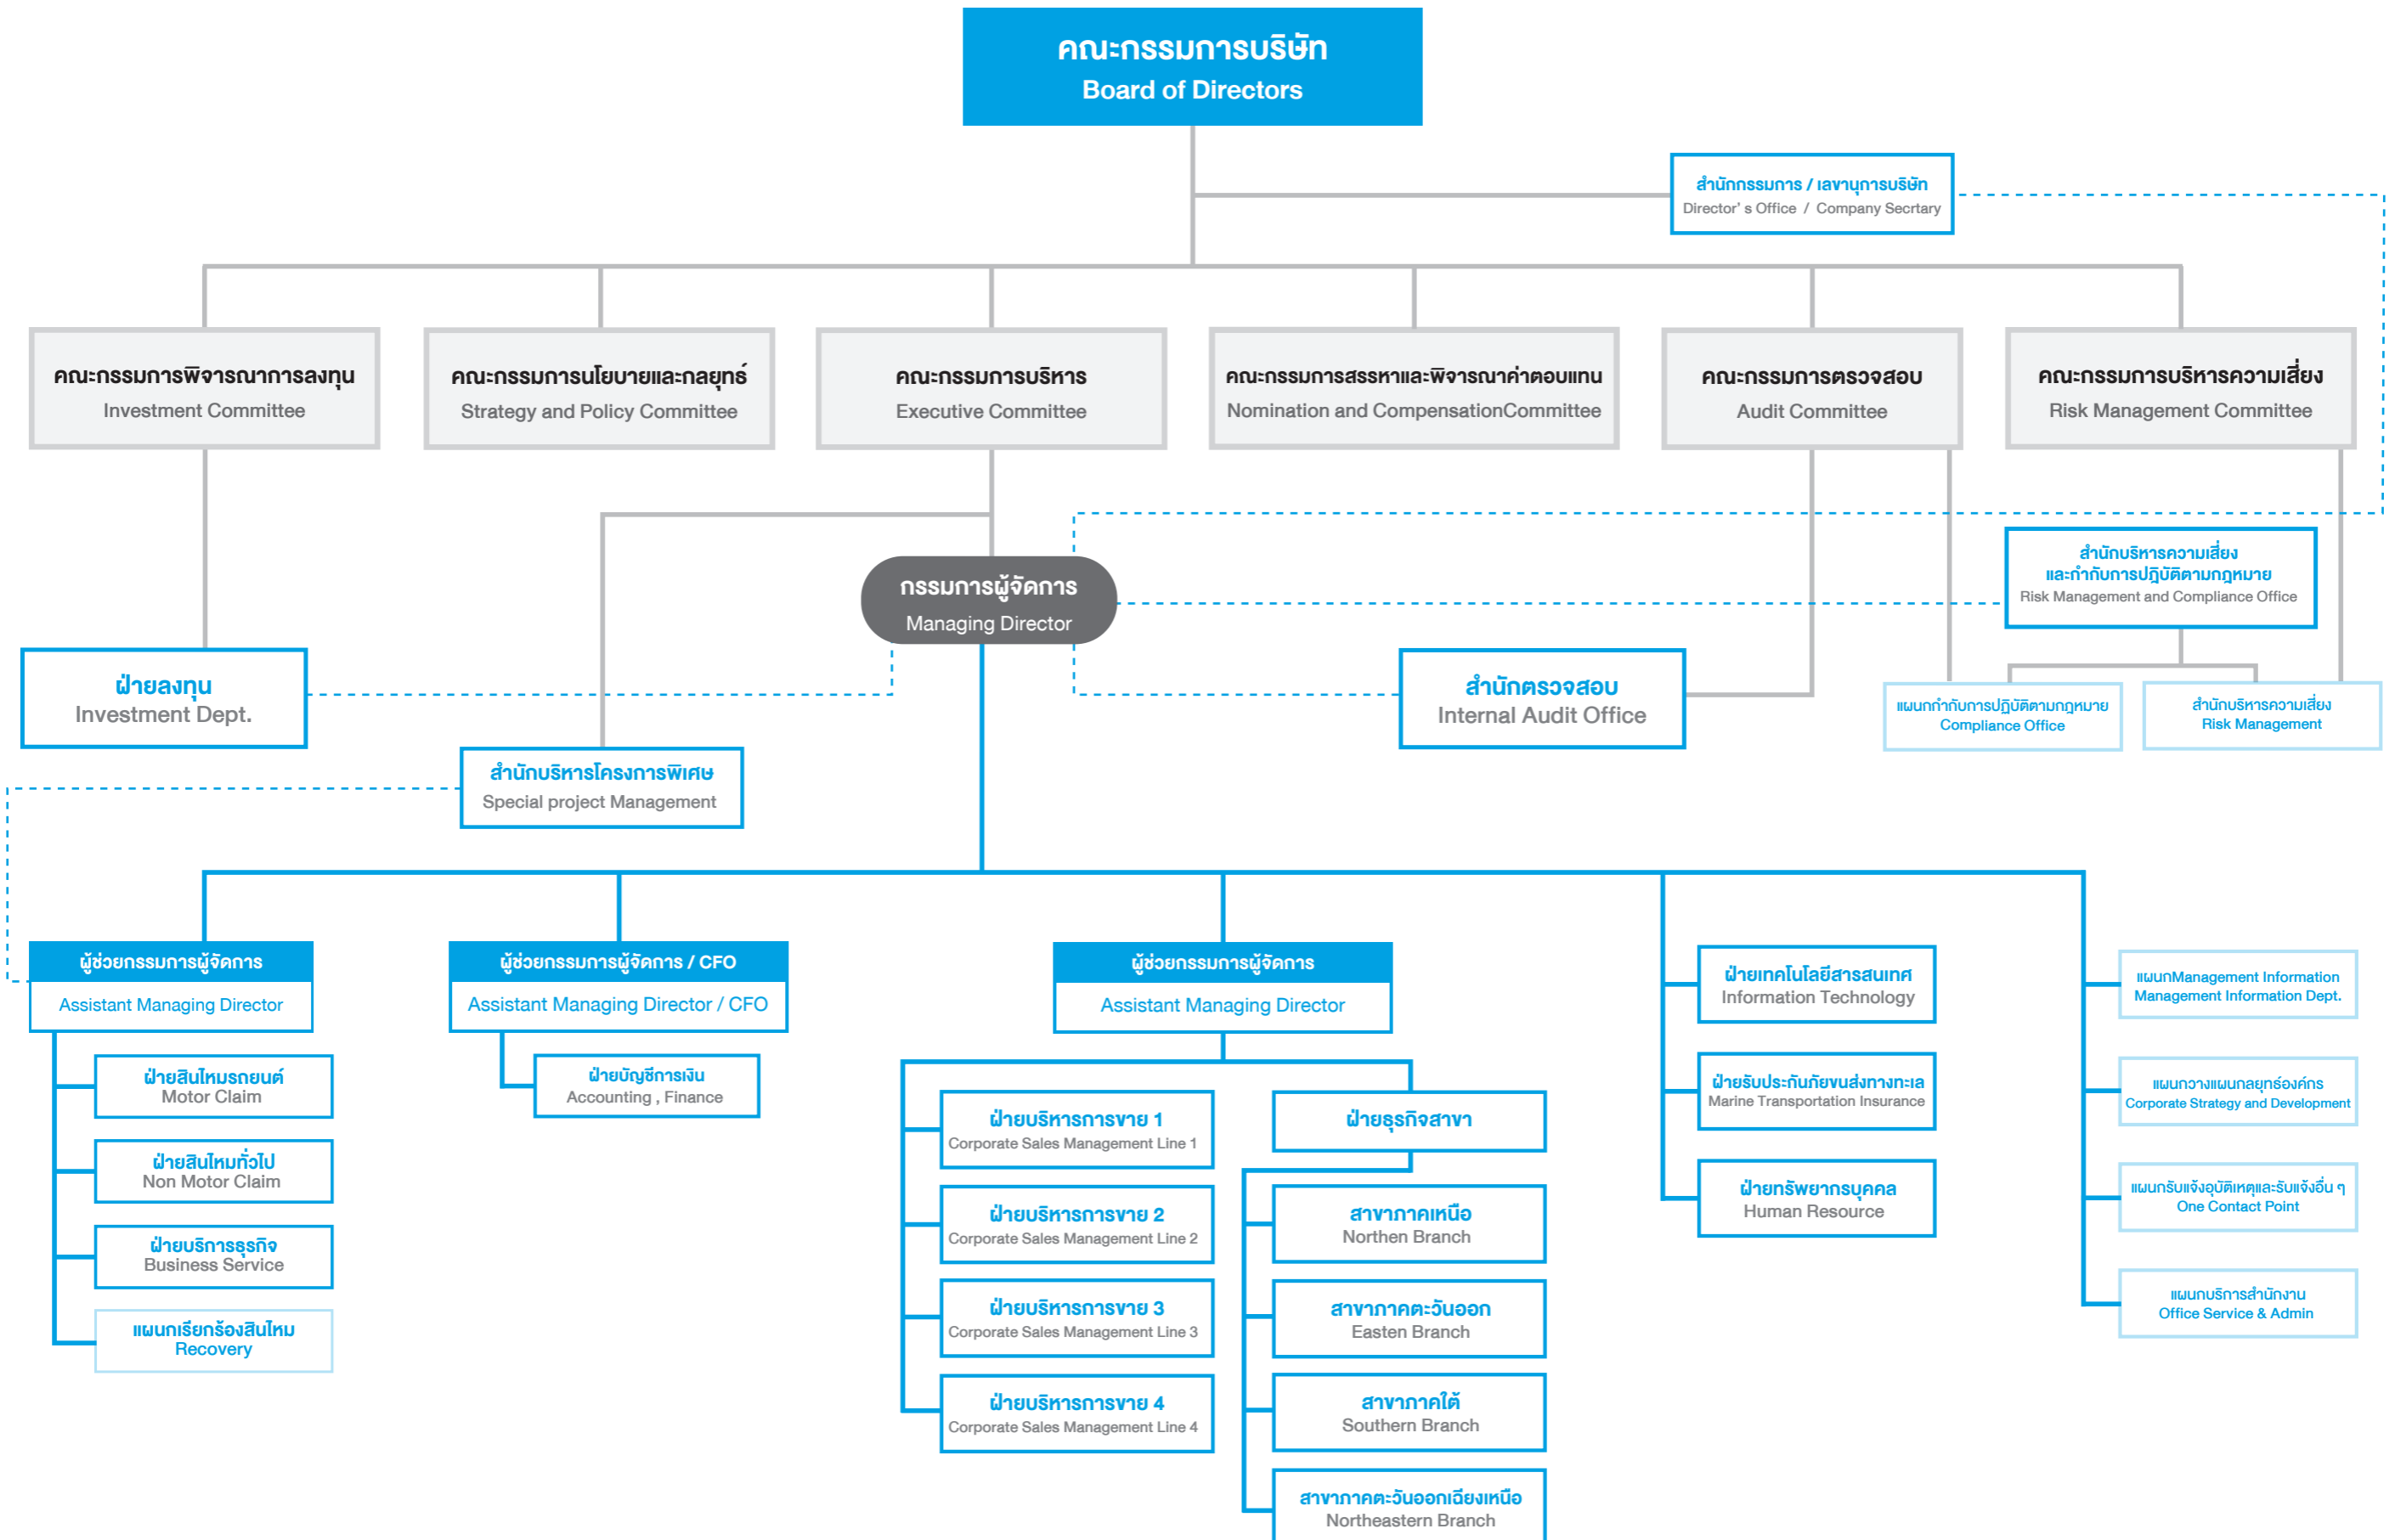 คณะกรรมการบริษัท
Board of Directors
สำนักกรรมการ / เลขานุการบริษัท
Director' s Office / Company Secrtary
คณะกรรมการพิจารณาการลงทุน
Investment Committee
คณะกรรมการนโยบายและกลยุทธ์
Strategy and Policy Committee
คณะกรรมการบริหาร
Executive Committee
คณะกรรมการสรรหาและพิจารณาค่าตอบแทน
Nomination and CompensationCommittee
คณะกรรมการตรวจสอบ
Audit Committee
คณะกรรมการบริหารความเสี่ยง
Risk Management Committee
กรรมการผู้จัดการ
Managing Director
สำนักบริหารความเสี่ยง
และกำกับการปฎิบัติตามกฎหมาย
Risk Management and Compliance Office
ฝ่ายลงทุน
Investment Dept.
สำนักตรวจสอบ
Internal Audit Office
แผนกกำกับการปฏิบัติตามกฎหมาย
Compliance Office
สำนักบริหารความเสี่ยง
Risk Management
สำนักบริหารโครงการพิเศษ
Special project Management
ผู้ช่วยกรรมการผู้จัดการ
Assistant Managing Director
ฝ่ายสินไหมรถยนต์
Motor Claim
ฝ่ายสินไหมทั่วไป
Non Motor Claim
ฝ่ายบริการธุรกิจ
Business Service
แผนกเรียกร้องสินไหม
Recovery
ผู้ช่วยกรรมการผู้จัดการ / CFO
Assistant Managing Director / CFO
ฝ่ายบัญชีการเงิน
Accounting , Finance
ผู้ช่วยกรรมการผู้จัดการ
Assistant Managing Director
ฝ่ายบริหารการขาย 1
Corporate Sales Management Line 1
ฝ่ายบริหารการขาย 2
Corporate Sales Management Line 2
ฝ่ายบริหารการขาย 3
Corporate Sales Management Line 3
ฝ่ายบริหารการขาย 4
Corporate Sales Management Line 4
ฝ่ายธุรกิจสาขา
สาขาภาคเหนือ
Northen Branch
สาขาภาคตะวันออก
Easten Branch
สาขาภาคใต้
Southern Branch
สาขาภาคตะวันออกเฉียงเหนือ
Northeastern Branch
ฝ่ายเทคโนโลยีสารสนเทศ
Information Technology
ฝ่ายรับประกันภัยขนส่งทางทะเล
Marine Transportation Insurance
ฝ่ายทรัพยากรบุคคล
Human Resource
แผนกManagement Information
Management Information Dept.
แผนกวางแผนกลยุทธ์องค์กร
Corporate Strategy and Development
แผนกรับแจ้งอุบัติเหตุและรับแจ้งอื่น ๆ
One Contact Point
แผนกบริการสำนักงาน
Office Service & Admin